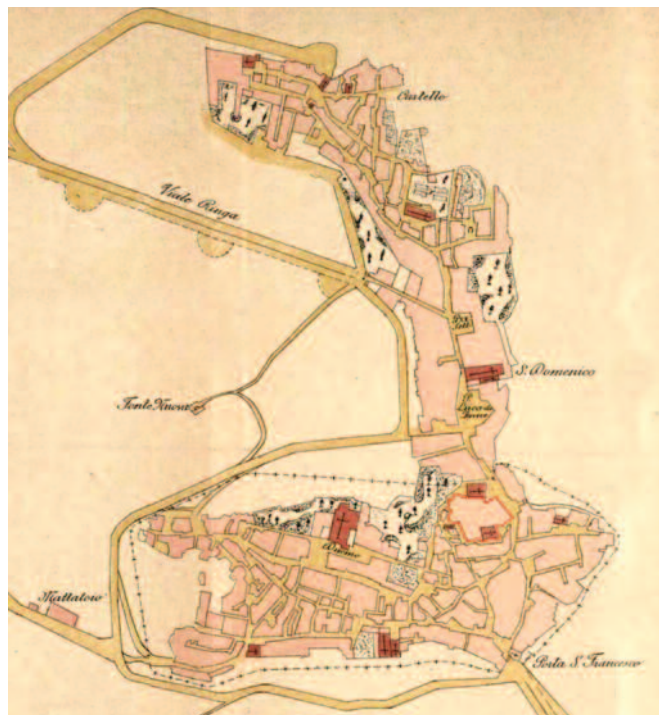 Castello
Viale Ringa
S. Domenico
Fonte Nuova
Duomo
Mattatoio
Porta S. Francesco